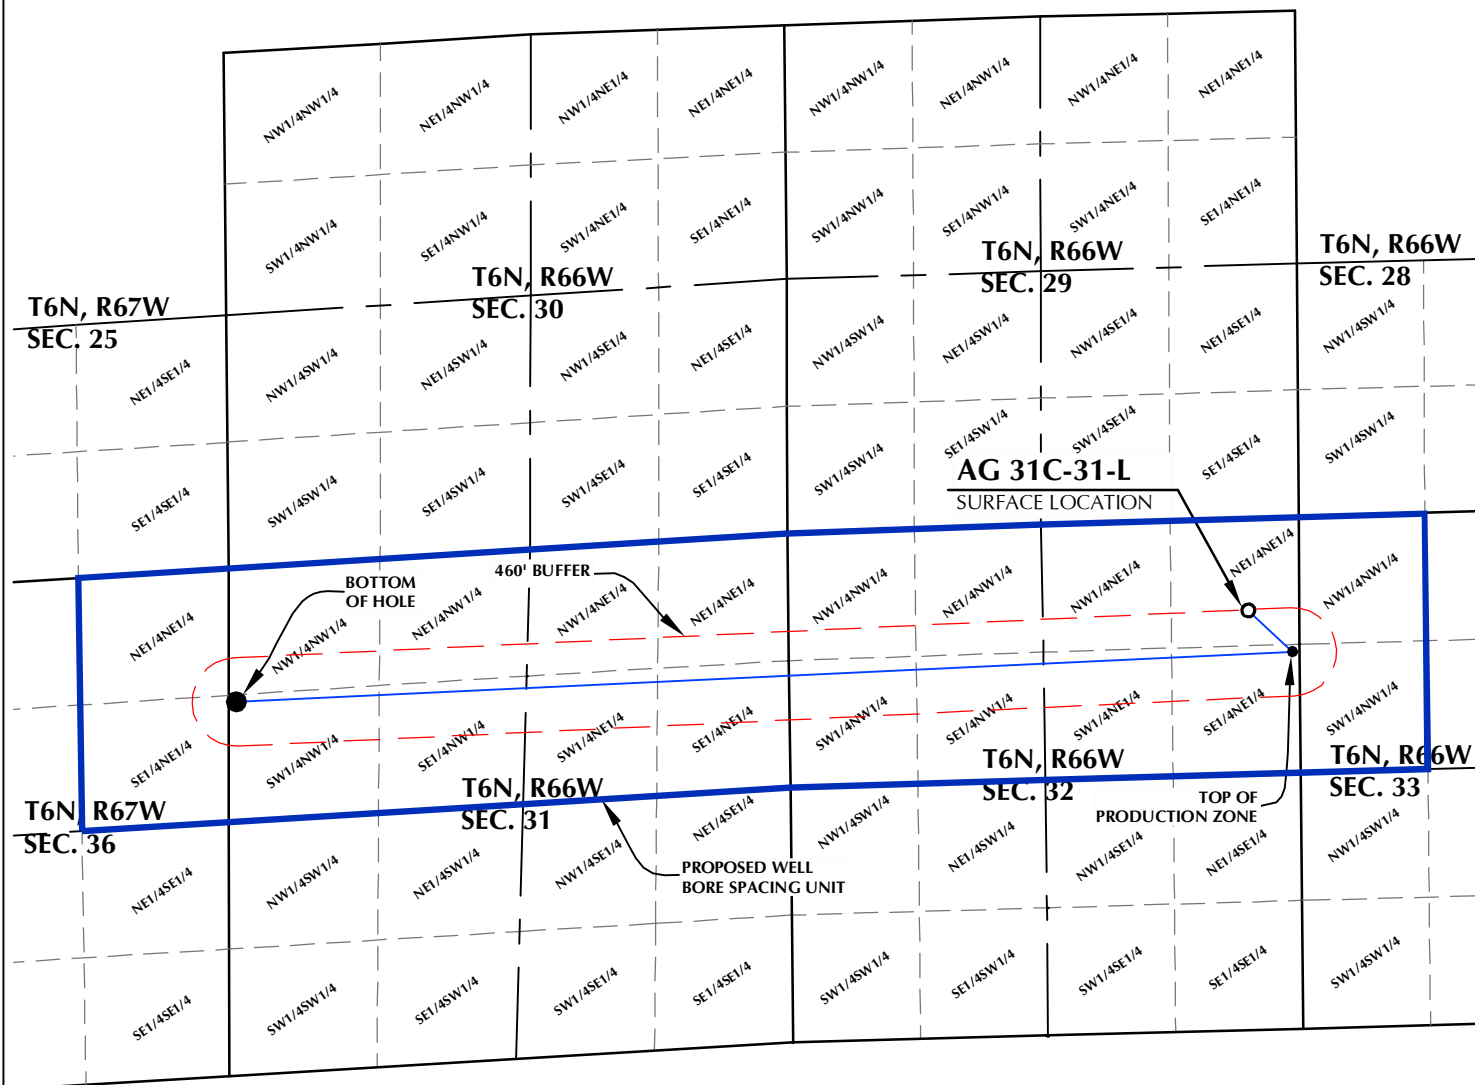 NW1/4NW1/4
NE1/4NW1/4
NW1/4NE1/4
NE1/4NE1/4
NW1/4NW1/4
NE1/4NW1/4
NW1/4NE1/4
NE1/4NE1/4
SW1/4NW1/4
SE1/4NW1/4
SW1/4NE1/4
SE1/4NE1/4
SW1/4NW1/4
SE1/4NW1/4
SW1/4NE1/4
SE1/4NE1/4
T6N, R67W
SEC. 25
T6N, R66W
SEC. 30
T6N, R66W
SEC. 29
T6N, R66W
SEC. 28
NE1/4SE1/4
NW1/4SW1/4
NE1/4SW1/4
NW1/4SE1/4
NE1/4SE1/4
NW1/4SW1/4
NE1/4SW1/4
NW1/4SE1/4
NE1/4SE1/4
NW1/4SW1/4
SE1/4SE1/4
SW1/4SW1/4
SE1/4SW1/4
SW1/4SE1/4
SE1/4SE1/4
SW1/4SW1/4
SE1/4SW1/4
SW1/4SE1/4
SE1/4SE1/4
SW1/4SW1/4
AG 31C-31-L
SURFACE LOCATION
BOTTOM
OF HOLE
460' BUFFER
NE1/4NE1/4
NW1/4NW1/4
NE1/4NW1/4
NW1/4NE1/4
NE1/4NE1/4
NW1/4NW1/4
NE1/4NW1/4
NW1/4NE1/4
NE1/4NE1/4
NW1/4NW1/4
SE1/4NE1/4
SW1/4NW1/4
SE1/4NW1/4
SW1/4NE1/4
SE1/4NE1/4
SW1/4NW1/4
SE1/4NW1/4
SW1/4NE1/4
SE1/4NE1/4
SW1/4NW1/4
T6N, R67W
SEC. 36
T6N, R66W
SEC. 31
T6N, R66W
SEC. 32
T6N, R66W
SEC. 33
TOP OF
PRODUCTION ZONE
PROPOSED WELL
BORE SPACING UNIT
NE1/4SE1/4
NW1/4SW1/4
NE1/4SW1/4
NW1/4SE1/4
NE1/4SE1/4
NW1/4SW1/4
NE1/4SW1/4
NW1/4SE1/4
NE1/4SE1/4
NW1/4SW1/4
SE1/4SE1/4
SW1/4SW1/4
SE1/4SW1/4
SW1/4SE1/4
SE1/4SE1/4
SW1/4SW1/4
SE1/4SW1/4
SW1/4SE1/4
SE1/4SE1/4
SW1/4SW1/4